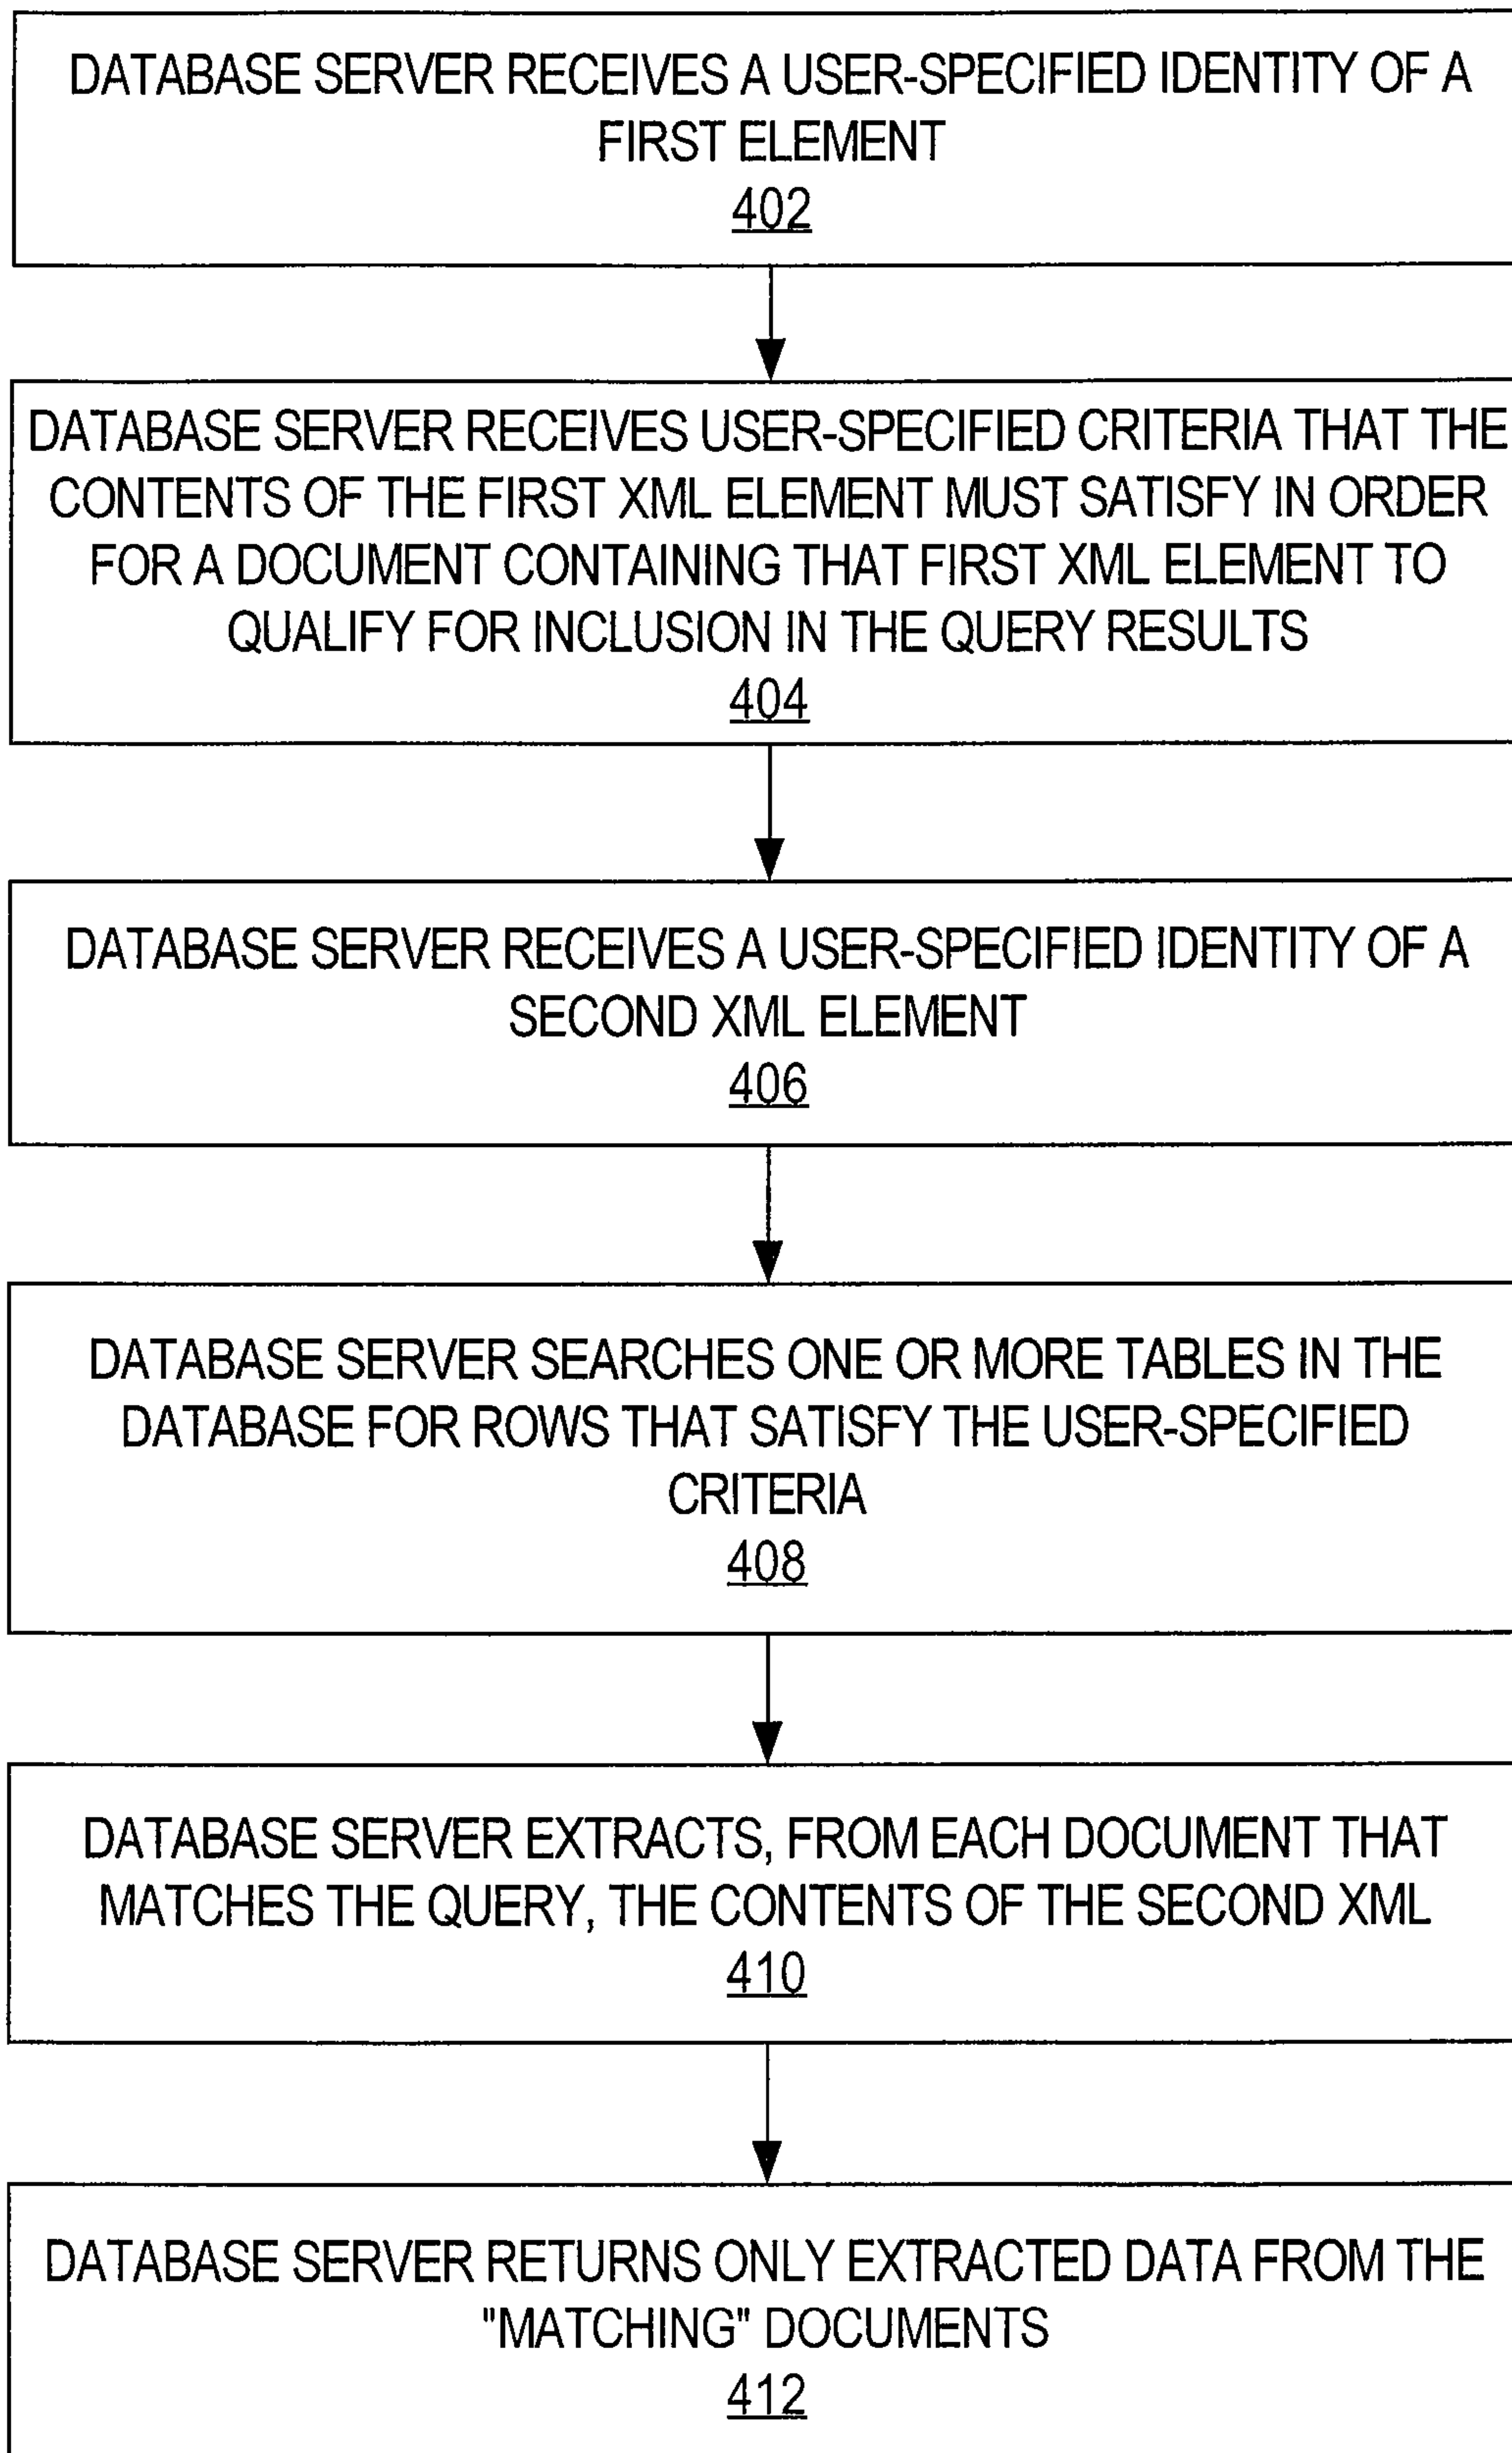 DATABASE SERVER RECEIVES A USER-SPECIFIED IDENTITY OF A
FIRST ELEMENT
402
DATABASE SERVER RECEIVES USER-SPECIFIED CRITERIA THAT THE
CONTENTS OF THE FIRST XML ELEMENT MUST SATISFY IN ORDER
FOR A DOCUMENT CONTAINING THAT FIRST XML ELEMENT TO
QUALIFY FOR INCLUSION IN THE QUERY RESULTS
404
DATABASE SERVER RECEIVES A USER-SPECIFIED IDENTITY OF A
SECOND XML ELEMENT
406
DATABASE SERVER SEARCHES ONE OR MORE TABLES IN THE
DATABASE FOR ROWS THAT SATISFY THE USER-SPECIFIED
CRITERIA
408
DATABASE SERVER EXTRACTS, FROM EACH DOCUMENT THAT
MATCHES THE QUERY, THE CONTENTS OF THE SECOND XML
410
DATABASE SERVER RETURNS ONLY EXTRACTED DATA FROM THE
"MATCHING" DOCUMENTS
412